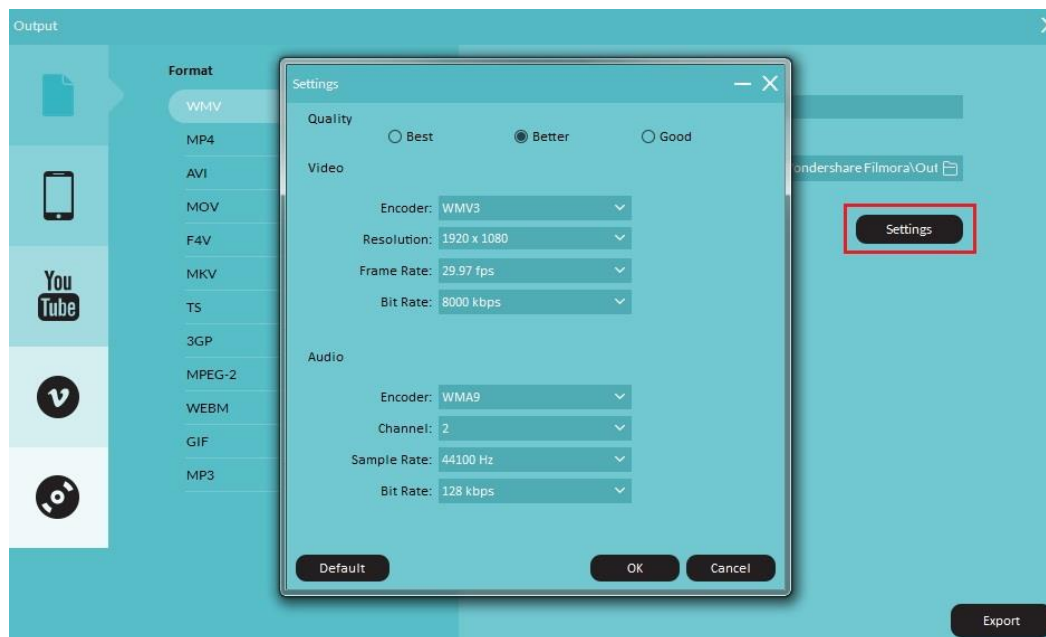 Output
Format
WMV
MP4
AVI
MOV
F4V
MKV
TS
3GP
MPEG-2
WEBM
GIF
MP3
You
Tube
Settings
Quality
Best
Better
Good
Video
Encoder: WMV3
Resolution: 1920 x 1080
Frame Rate: 29.97 fps
Bit Rate: 8000 kbps
Audio
Encoder: WMA9
Channel: 2
Sample Rate: 44100 Hz
Bit Rate: 128 kbps
Default
OK
Cancel
ondershare Filmora\Out
Settings
Export